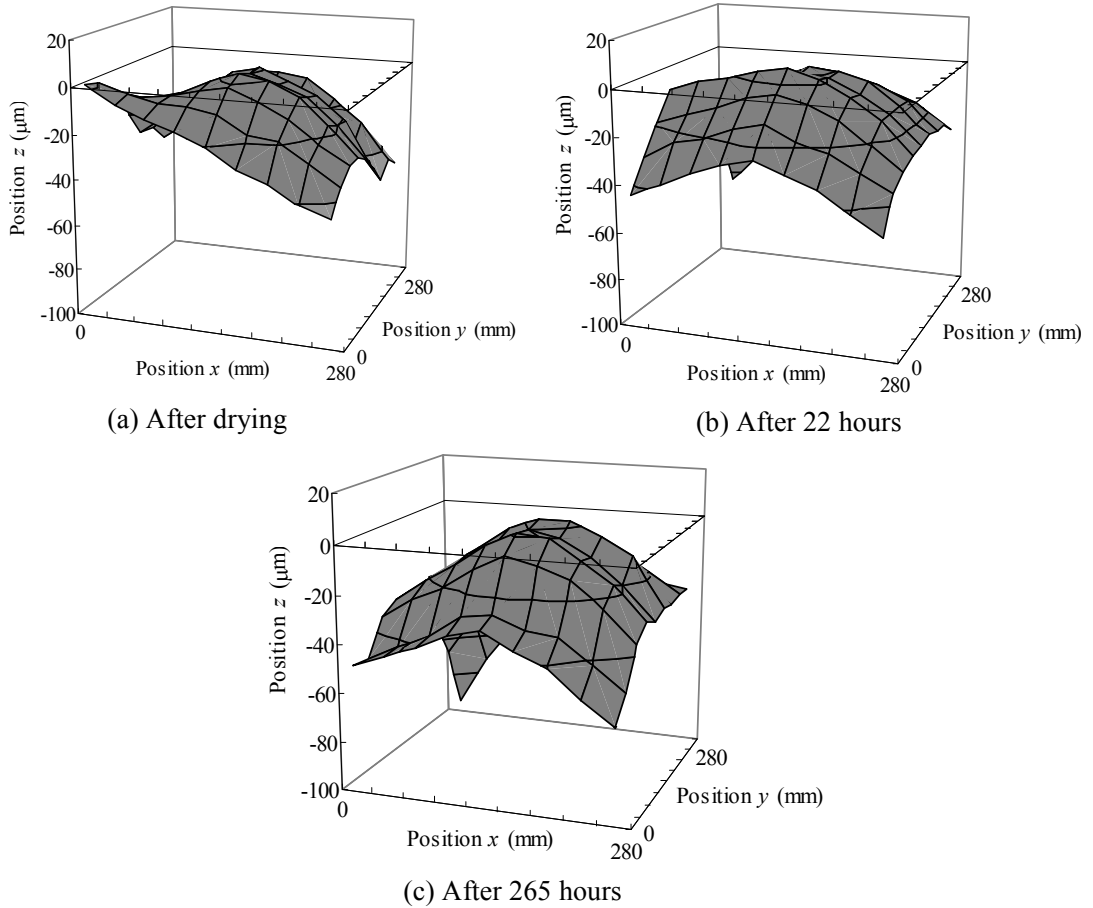 20
0
-20
-40
-60
-80
-100
Position z (μm)
0
Position x (mm)
280
0
Position y (mm)
280
(a) After drying
20
0
-20
-40
-60
-80
-100
Position z (μm)
0
Position x (mm)
280
0
Position y (mm)
280
(b) After 22 hours
20
0
-20
-40
-60
-80
-100
Position z (μm)
0
Position x (mm)
280
0
Position y (mm)
280
(c) After 265 hours